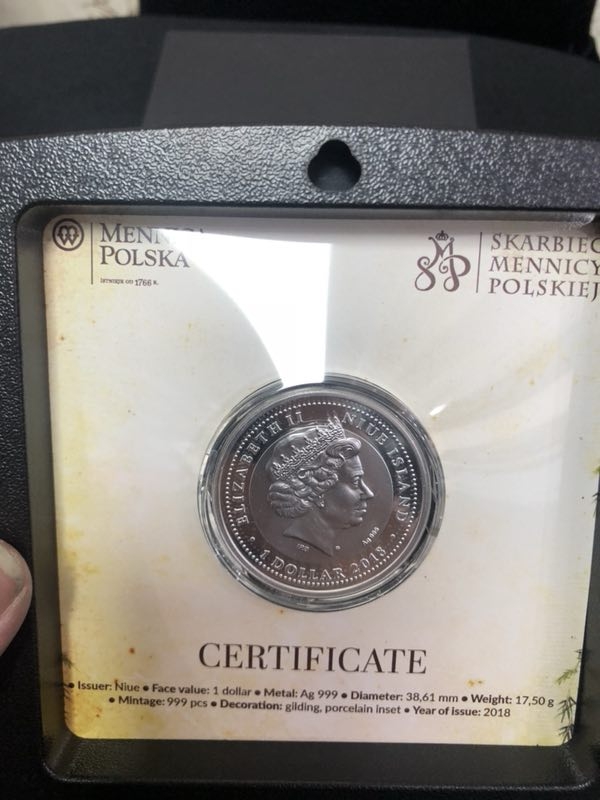 MENNICA
POLSKA
ISTNIEJE OD 1766 R.
SKARBIEC
MENNICY
POLSKIEJ
ELIZABETH II NIUE ISLAND
Ag 999
1 DOLLAR 2018
CERTIFICATE
• Issuer: Niue • Face value: 1 dollar • Metal: Ag 999 • Diameter: 38,61 mm • Weight: 17,50 g
• Mintage: 999 pcs • Decoration: gilding, porcelain inset • Year of issue: 2018